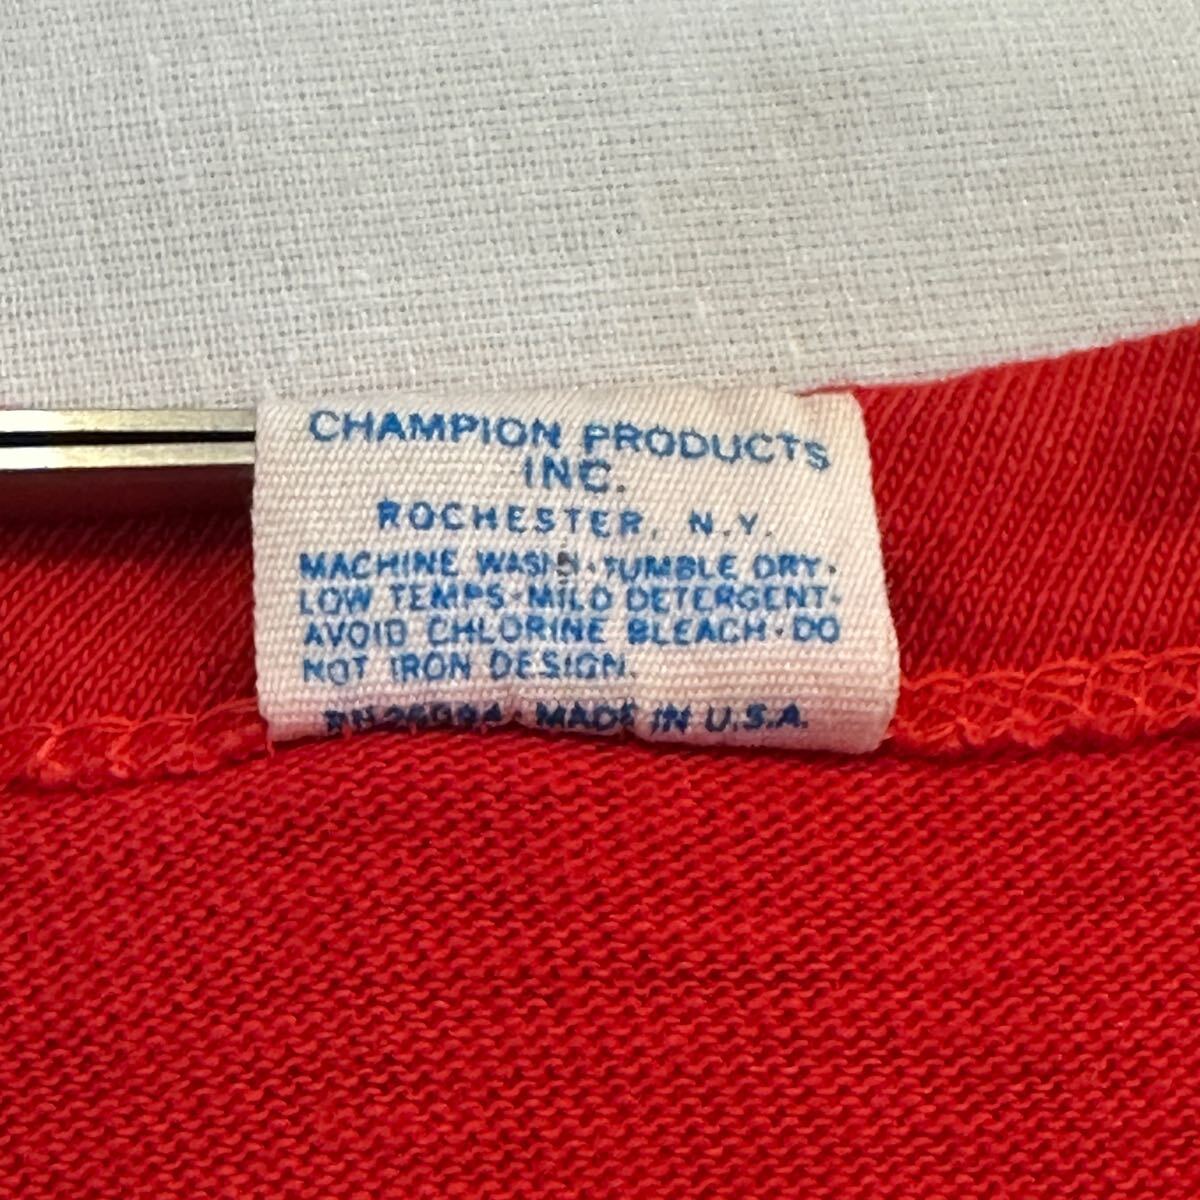 CHAMPION PRODUCTS
INC.
ROCHESTER, N.Y.
MACHINE WASH·TUMBLE DRY·
LOW TEMPS·MILD DETERGENT·
AVOID CHLORINE BLEACH·DO
NOT IRON DESIGN.
MADE IN U.S.A.